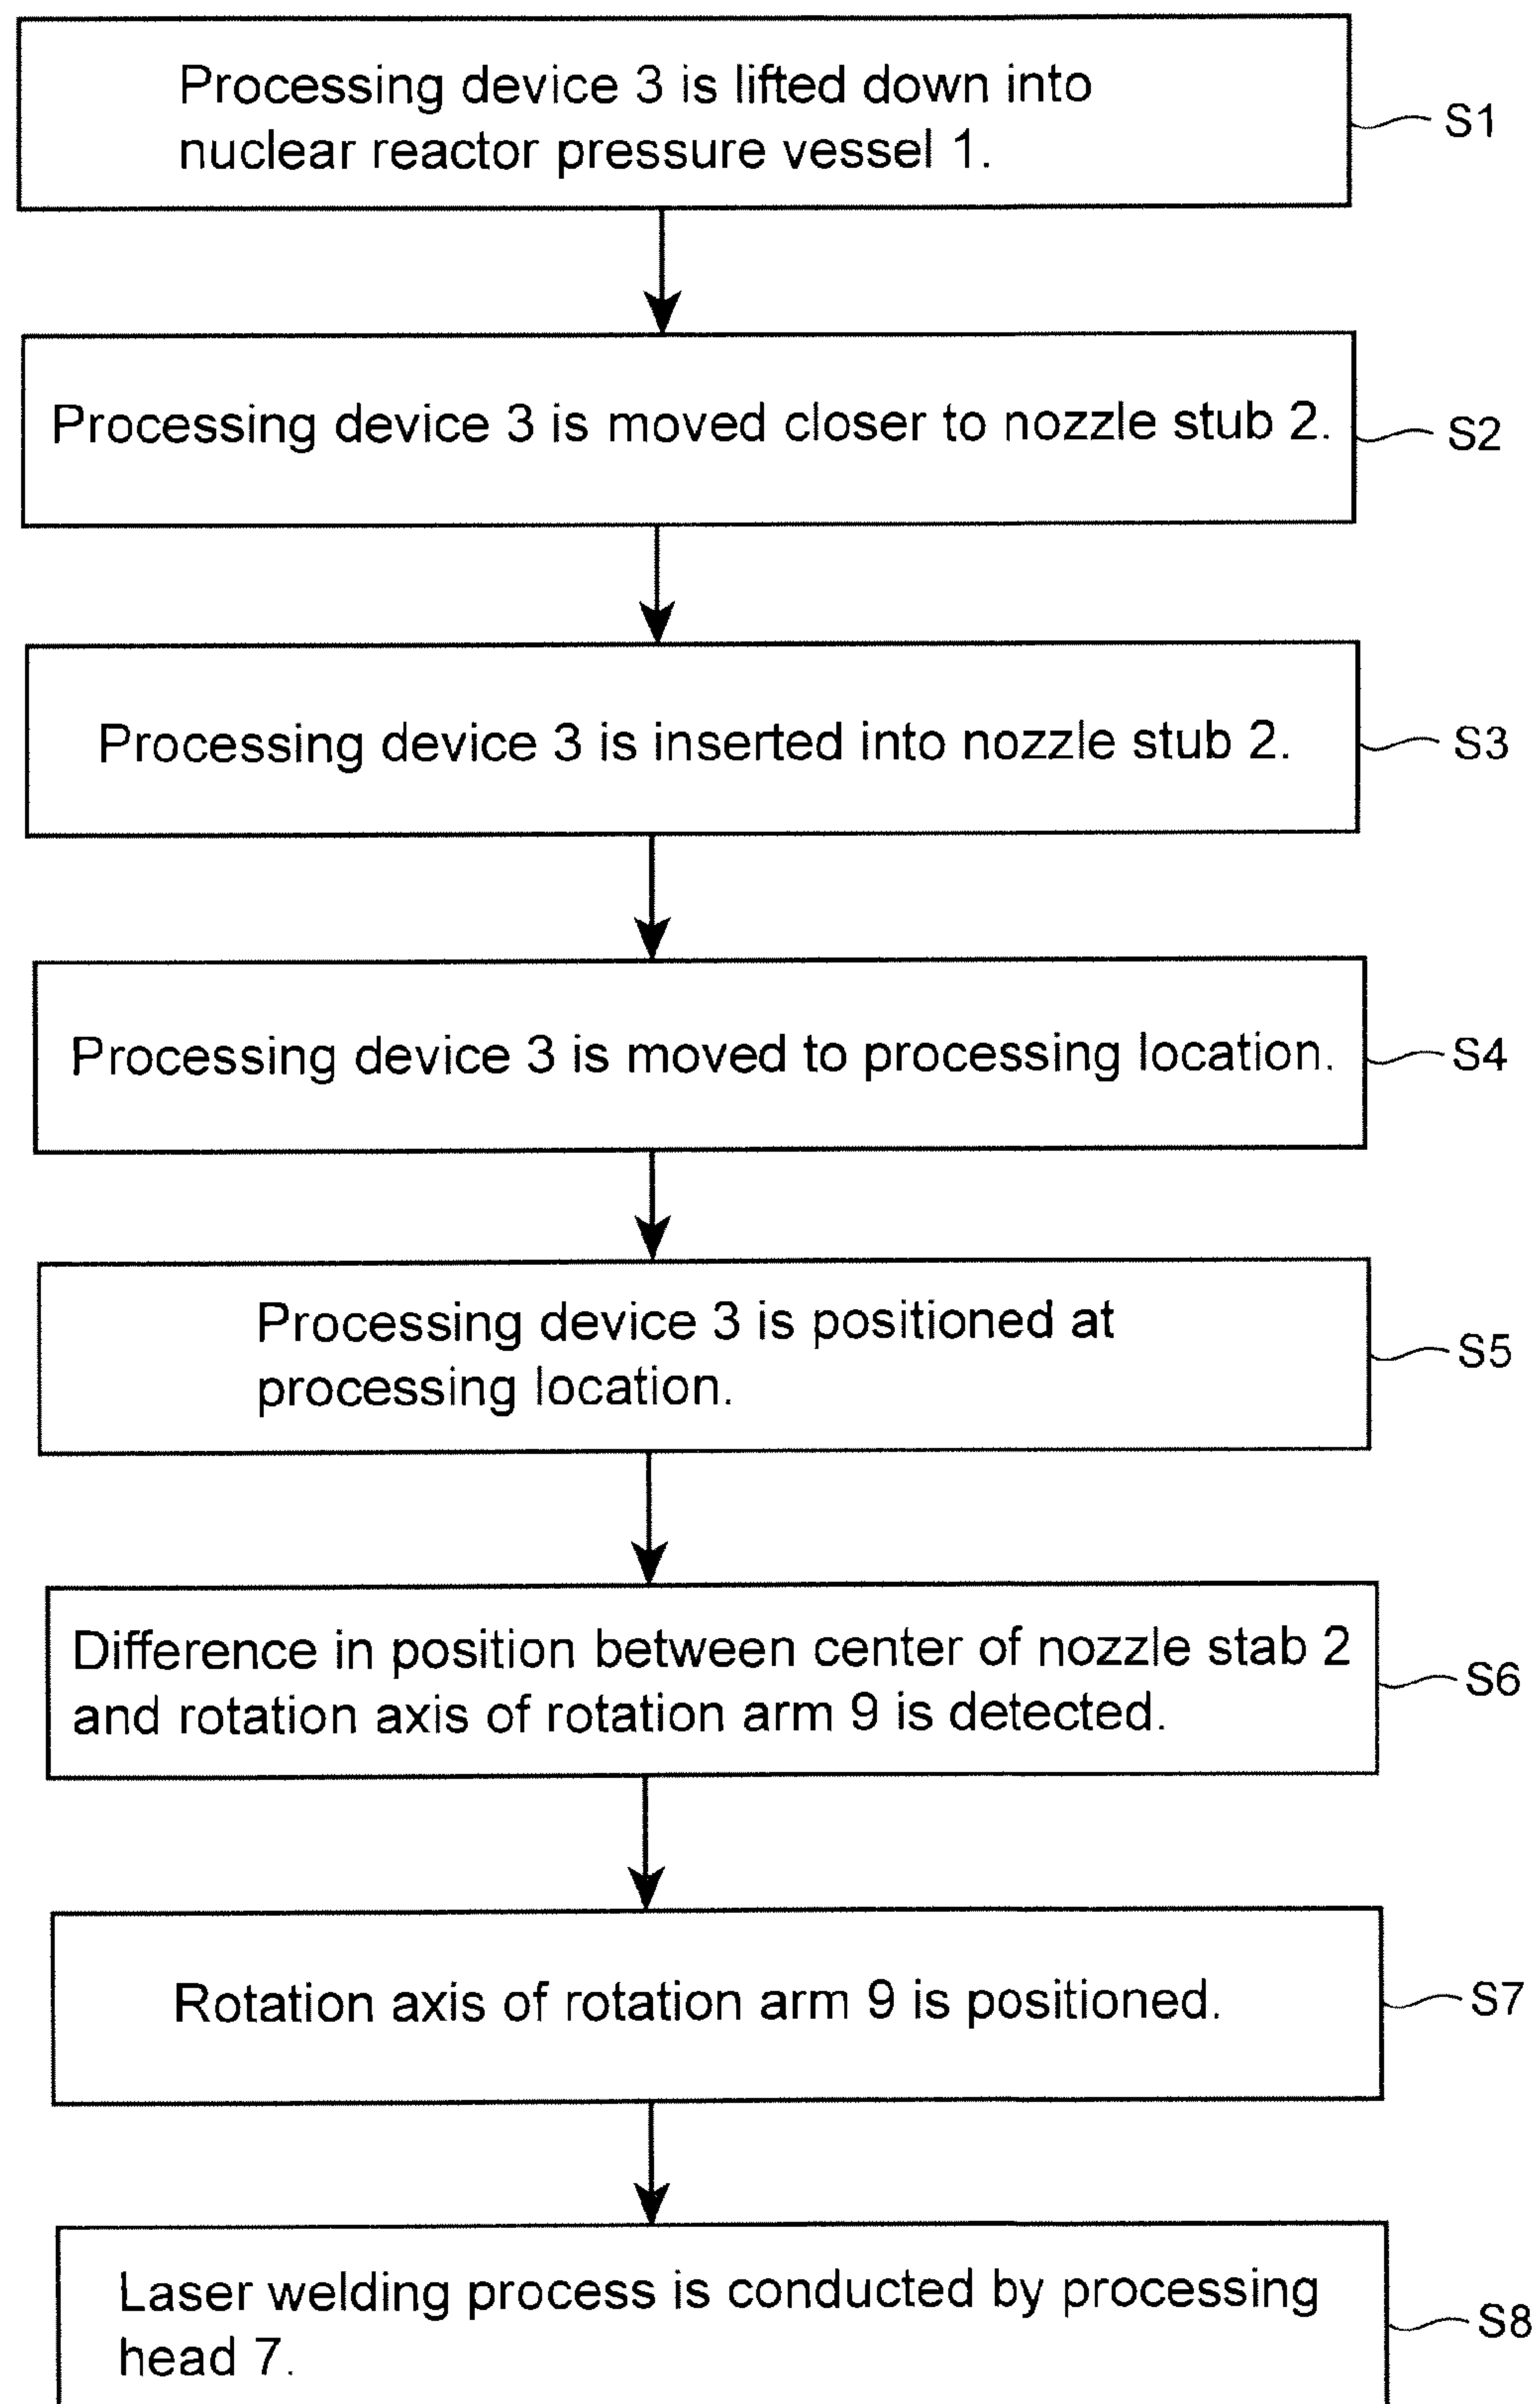 Processing device 3 is lifted down into
nuclear reactor pressure vessel 1.
S1
Processing device 3 is moved closer to nozzle stub 2.
S2
Processing device 3 is inserted into nozzle stub 2.
S3
Processing device 3 is moved to processing location.
S4
Processing device 3 is positioned at
processing location.
S5
Difference in position between center of nozzle stab 2
and rotation axis of rotation arm 9 is detected.
S6
Rotation axis of rotation arm 9 is positioned.
S7
Laser welding process is conducted by processing
head 7.
S8